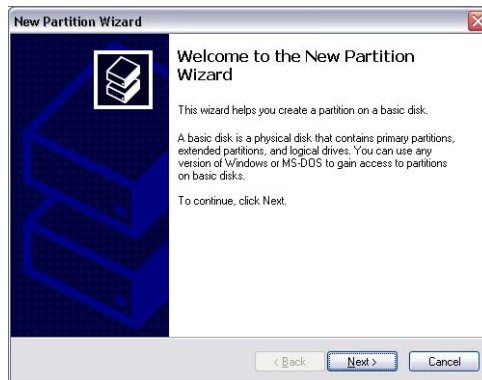 New Partition Wizard
Welcome to the New Partition
Wizard
This wizard helps you create a partition on a basic disk.
A basic disk is a physical disk that contains primary partitions,
extended partitions, and logical drives. You can use any
version of Windows or MS-DOS to gain access to partitions
on basic disks.
To continue, click Next.
< Back
Next >
Cancel